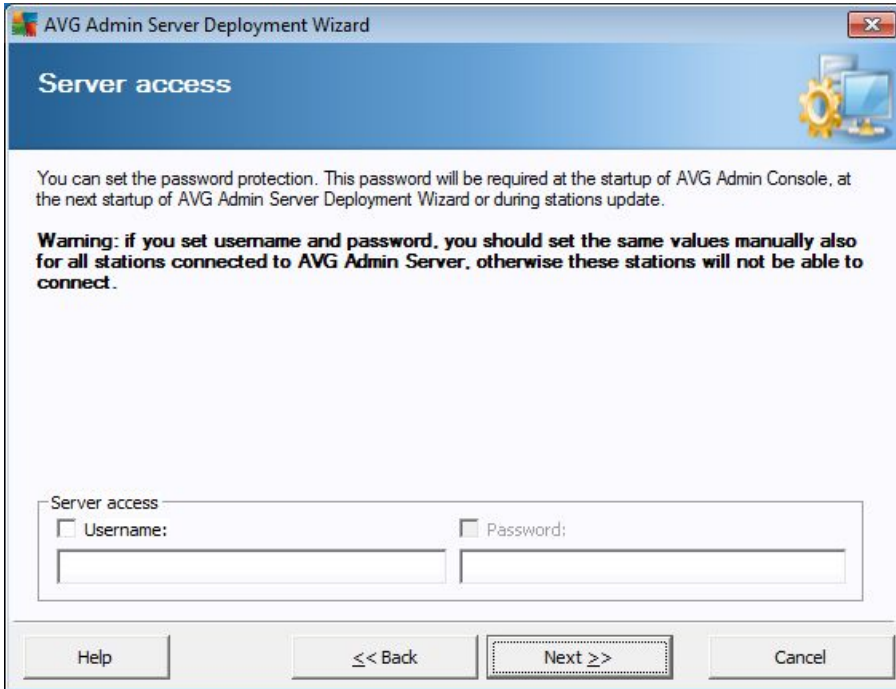 AVG Admin Server Deployment Wizard
Server access
You can set the password protection. This password will be required at the startup of AVG Admin Console, at
the next startup of AVG Admin Server Deployment Wizard or during stations update.
Warning: if you set username and password, you should set the same values manually also
for all stations connected to AVG Admin Server, otherwise these stations will not be able to
connect.
Server access
Username:
Password:
Help
<< Back
Next >>
Cancel